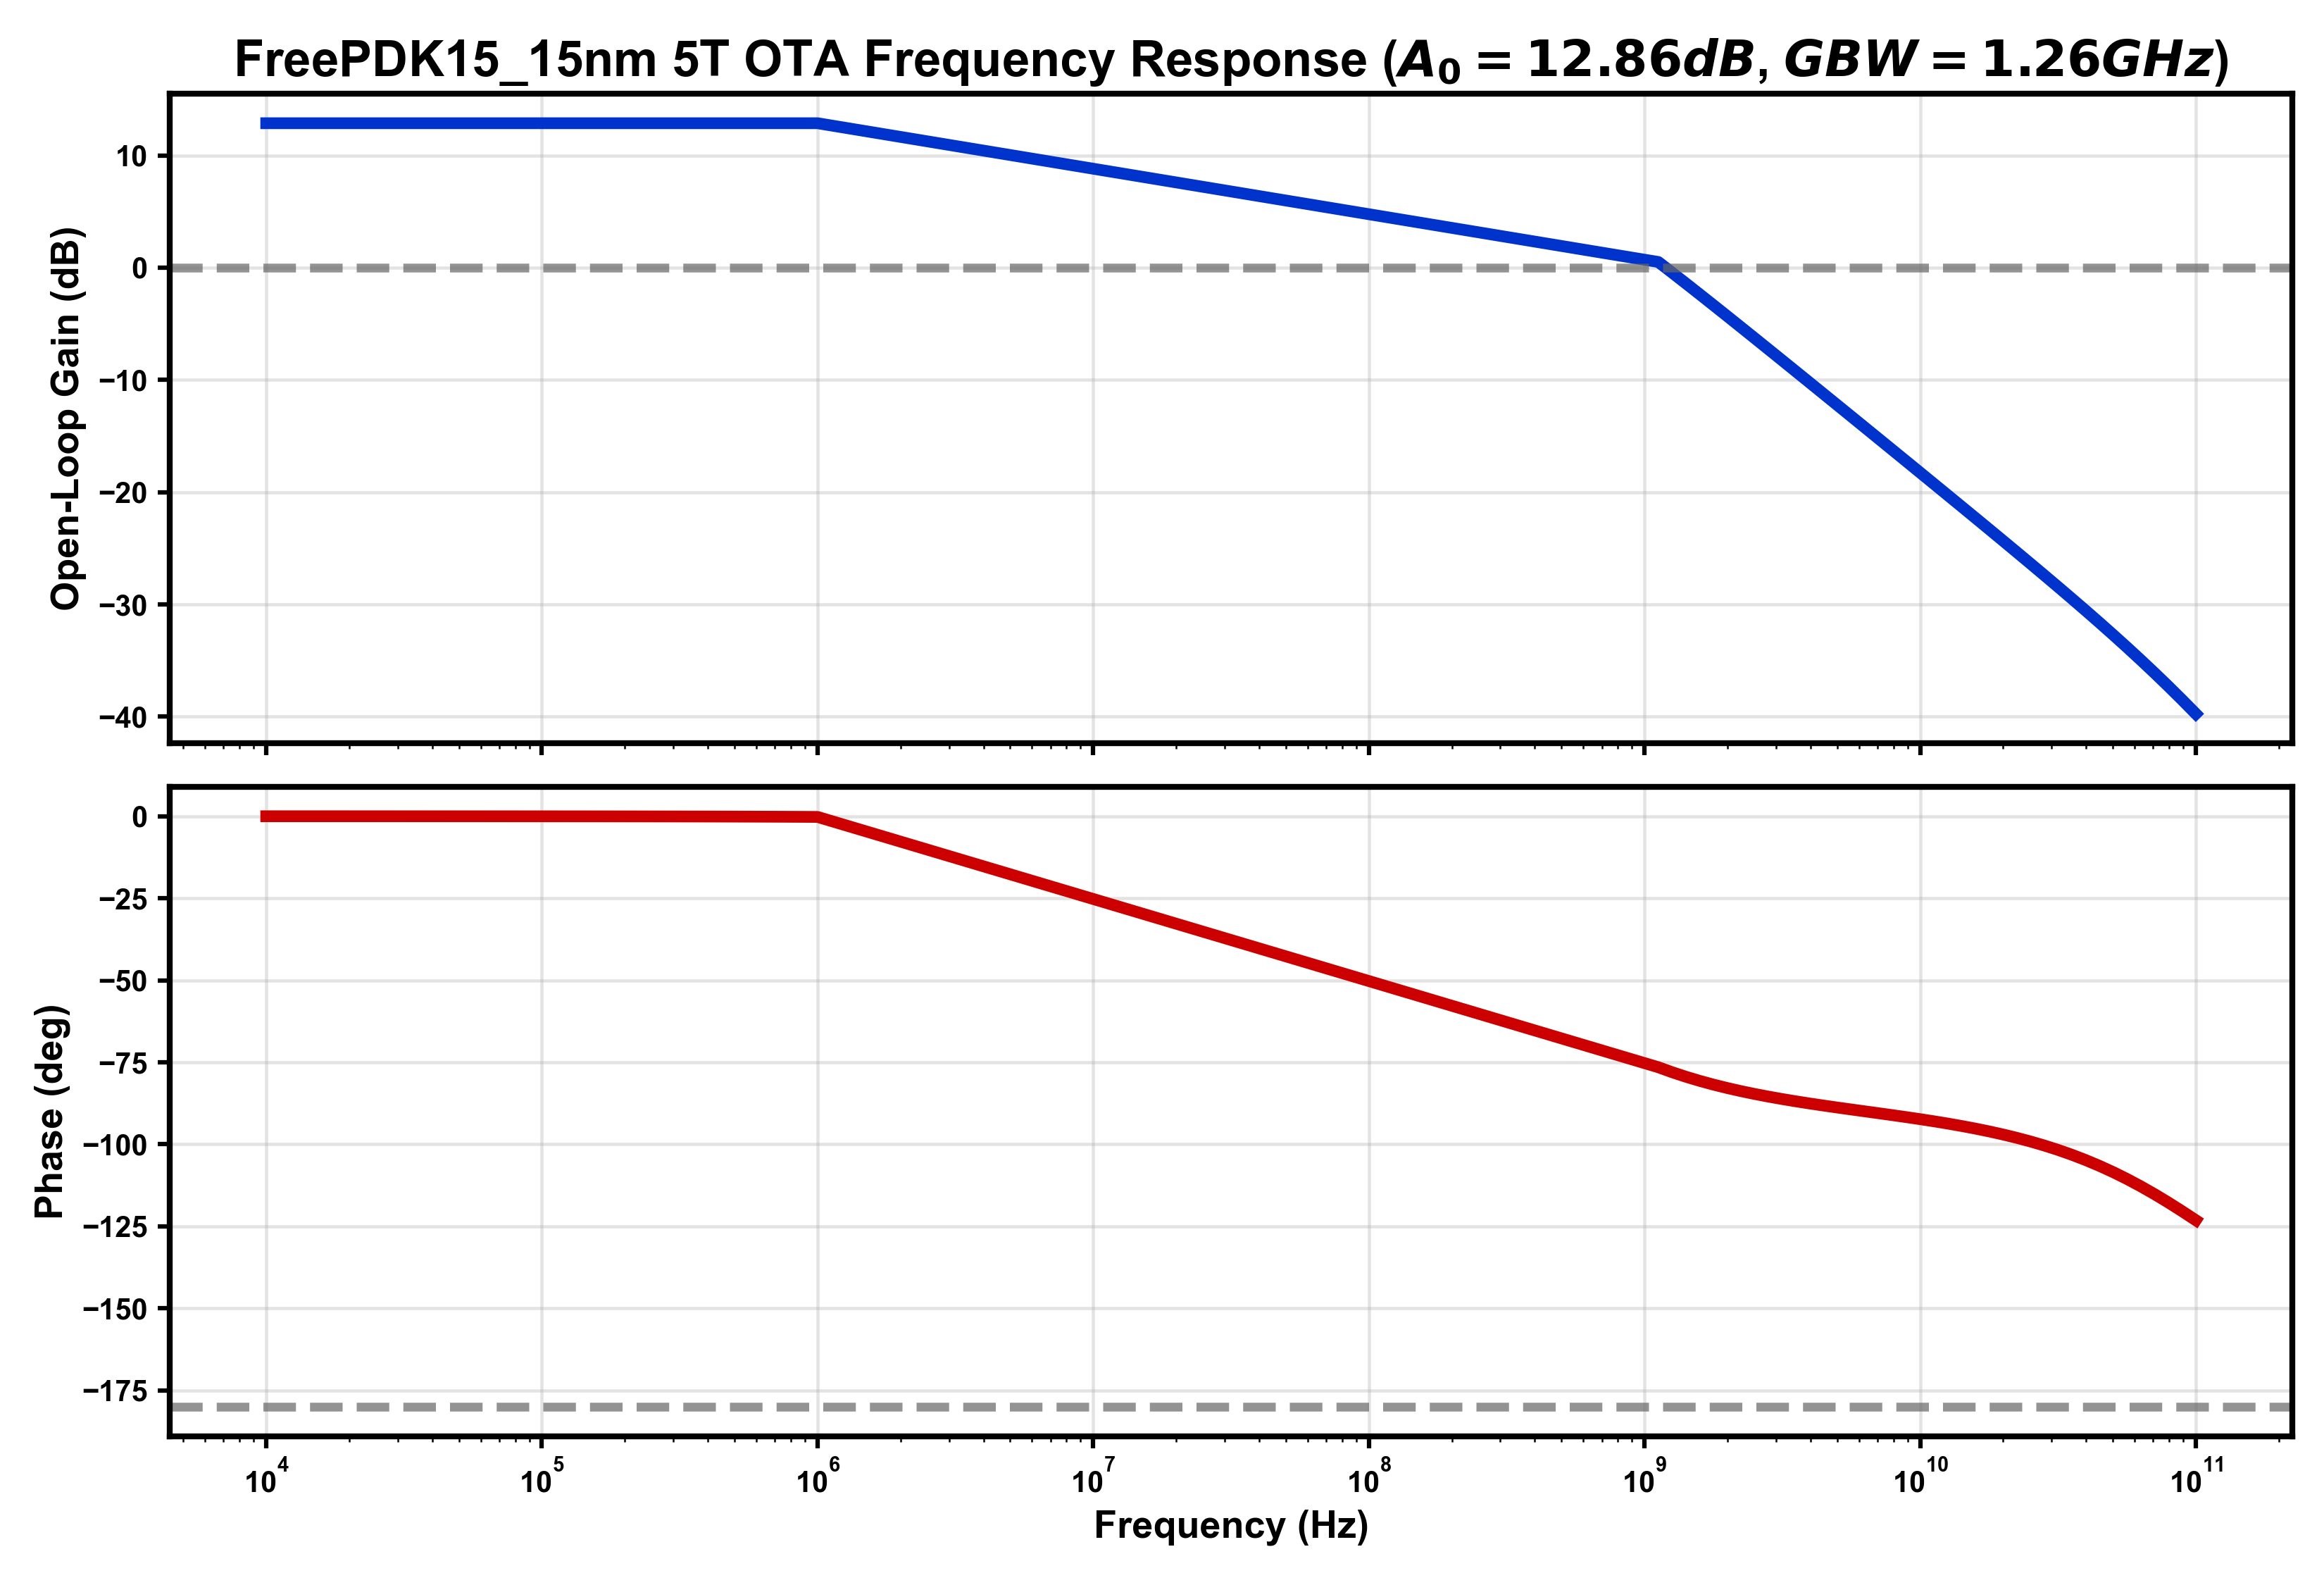 FreePDK15_15nm 5T OTA Frequency Response (A₀ = 12.86dB, GBW = 1.26GHz)
Open-Loop Gain (dB)
10
0
−10
−20
−30
−40
Phase (deg)
0
−25
−50
−75
−100
−125
−150
−175
10⁴ 10⁵ 10⁶ 10⁷ 10⁸ 10⁹ 10¹⁰ 10¹¹
Frequency (Hz)